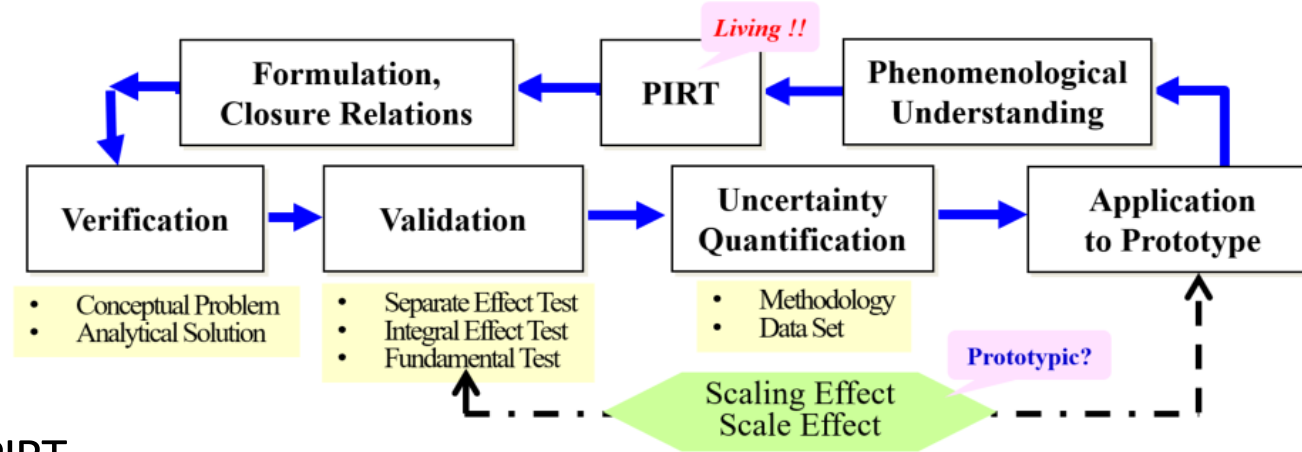 Living !!
Formulation,
Closure Relations
PIRT
Phenomenological
Understanding
Verification
Validation
Uncertainty
Quantification
Application
to Prototype
• Conceptual Problem
• Analytical Solution
• Separate Effect Test
• Integral Effect Test
• Fundamental Test
• Methodology
• Data Set
Prototypic?
Scaling Effect
Scale Effect
PIRT